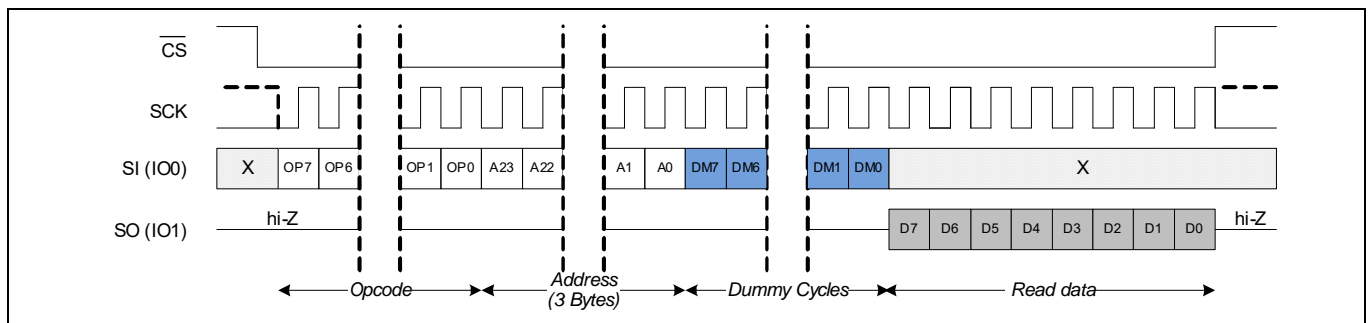 CS
SCK
SI (IO0) X OP7 OP6 OP1 OP0 A23 A22 A1 A0 DM7 DM6 DM1 DM0 X
hi-Z hi-Z
SO (IO1) D7 D6 D5 D4 D3 D2 D1 D0
Opcode Address Dummy Cycles Read data
(3 Bytes)